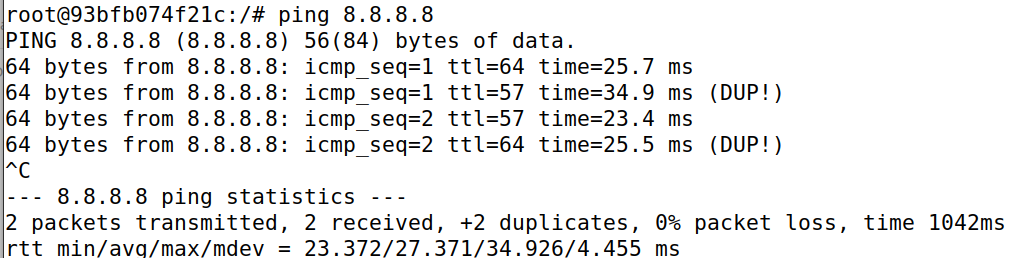 root@93bfb074f21c:/# ping 8.8.8.8
PING 8.8.8.8 (8.8.8.8) 56(84) bytes of data.
64 bytes from 8.8.8.8: icmp_seq=1 ttl=64 time=25.7 ms
64 bytes from 8.8.8.8: icmp_seq=1 ttl=57 time=34.9 ms (DUP!)
64 bytes from 8.8.8.8: icmp_seq=2 ttl=57 time=23.4 ms
64 bytes from 8.8.8.8: icmp_seq=2 ttl=64 time=25.5 ms (DUP!)
^C
--- 8.8.8.8 ping statistics ---
2 packets transmitted, 2 received, +2 duplicates, 0% packet loss, time 1042ms
rtt min/avg/max/mdev = 23.372/27.371/34.926/4.455 ms